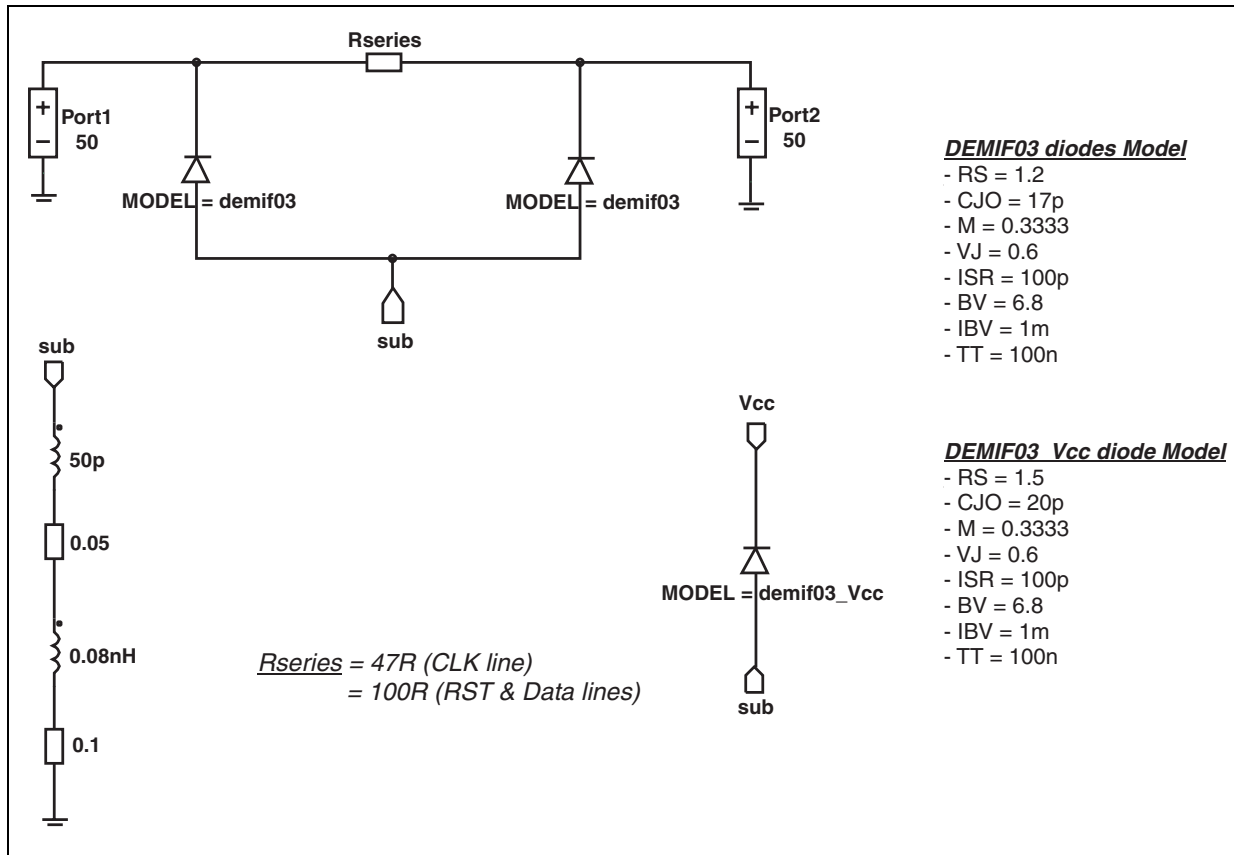 Rseries
+
−
Port1
50
MODEL = demif03
MODEL = demif03
+
−
Port2
50
sub
sub
50p
0.05
0.08nH
0.1
Rseries = 47R (CLK line)
= 100R (RST & Data lines)
Vcc
MODEL = demif03_Vcc
sub
DEMIF03 diodes Model
- RS = 1.2
- CJO = 17p
- M = 0.3333
- VJ = 0.6
- ISR = 100p
- BV = 6.8
- IBV = 1m
- TT = 100n
DEMIF03 Vcc diode Model
- RS = 1.5
- CJO = 20p
- M = 0.3333
- VJ = 0.6
- ISR = 100p
- BV = 6.8
- IBV = 1m
- TT = 100n